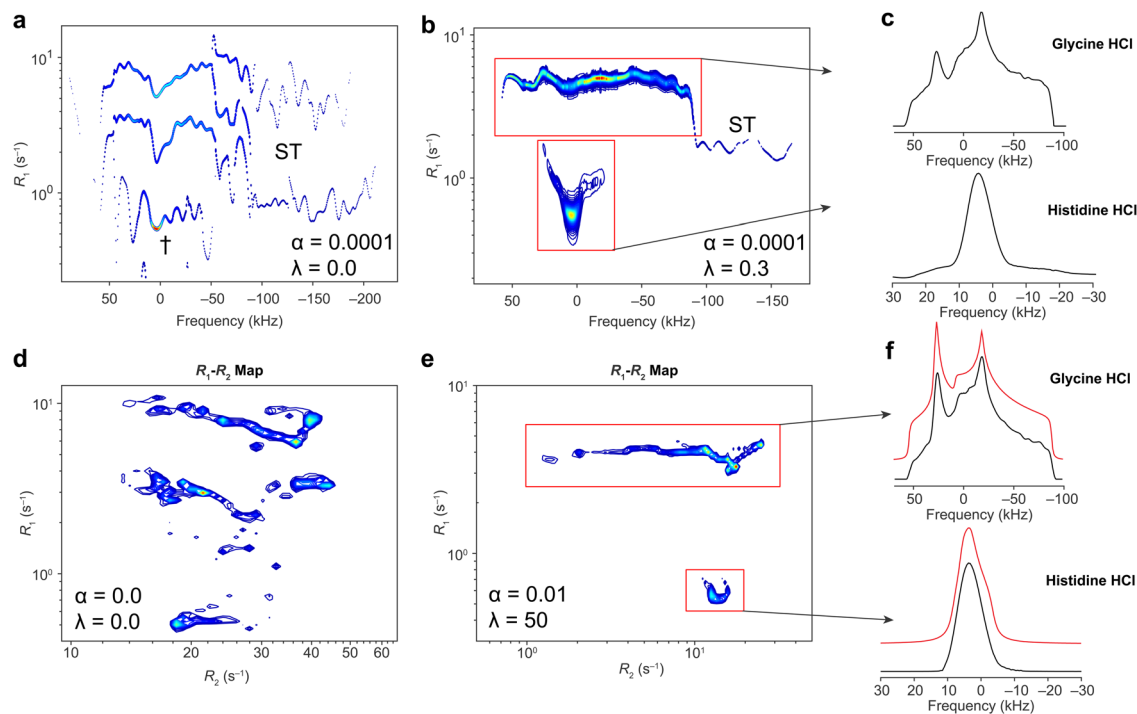 a
10¹
10⁰
R₁ (s⁻¹)
ST
†
α = 0.0001
λ = 0.0
50
0
–50
–100
–150
–200
Frequency (kHz)
b
10¹
10⁰
R₁ (s⁻¹)
ST
α = 0.0001
λ = 0.3
50
0
–50
–100
–150
Frequency (kHz)
c
Glycine HCl
50
0
–50
–100
Frequency (kHz)
Histidine HCl
30
20
10
0
–10
–20
–30
Frequency (kHz)
d
R₁-R₂ Map
10¹
10⁰
R₁ (s⁻¹)
α = 0.0
λ = 0.0
10
20
30
40
50
60
R₂ (s⁻¹)
e
R₁-R₂ Map
10¹
10⁰
R₁ (s⁻¹)
α = 0.01
λ = 50
10⁰
10¹
R₂ (s⁻¹)
f
Glycine HCl
50
0
–50
–100
Frequency (kHz)
Histidine HCl
30
20
10
0
–10
–20
–30
Frequency (kHz)